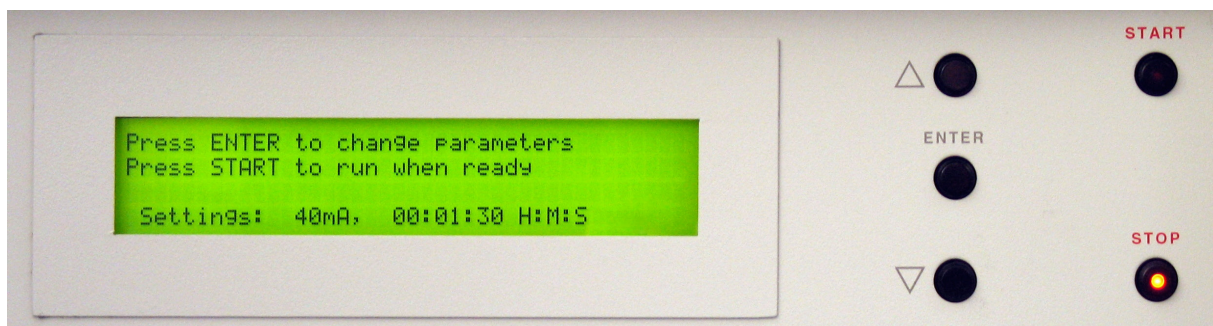 START
Press ENTER to change parameters
ENTER
Press START to run when ready
Settings: 40mA, 00:01:30 H:M:S
STOP